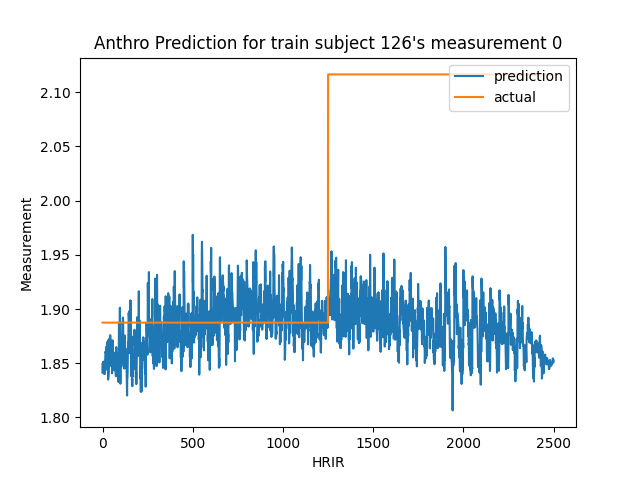 Anthro Prediction for train subject 126's measurement 0
prediction
actual
Measurement
2.10
2.05
2.00
1.95
1.90
1.85
1.80
0
500
1000
1500
2000
2500
HRIR